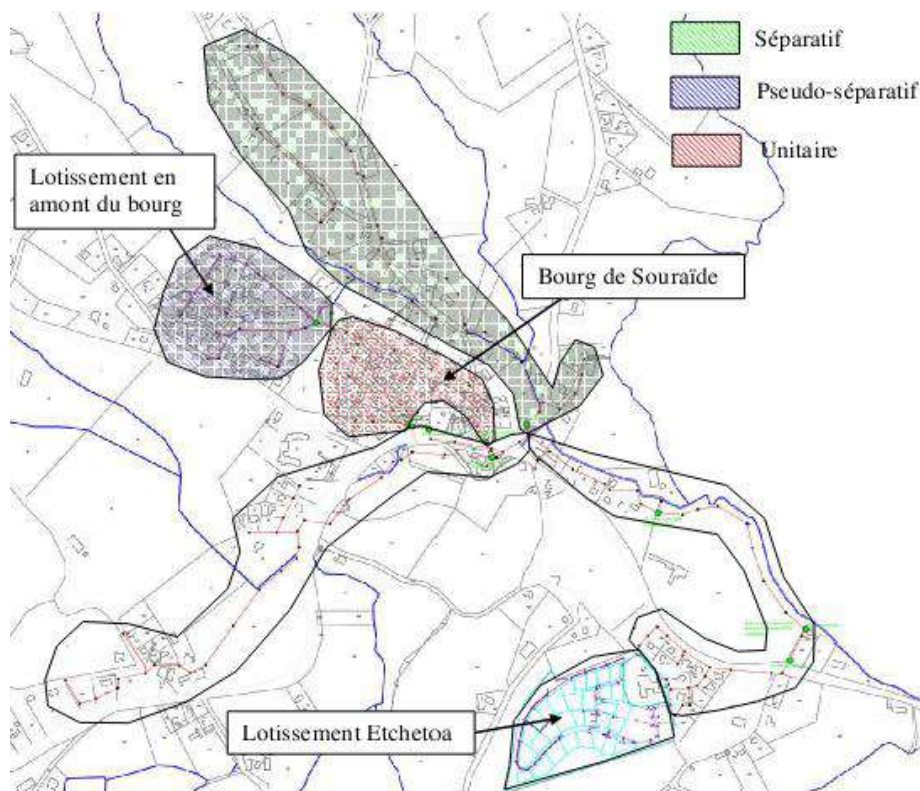 Séparatif
Pseudo-séparatif
Unitaire
Lotissement en
amont du bourg
Bourg de Souraïde
Lotissement Etchetoa